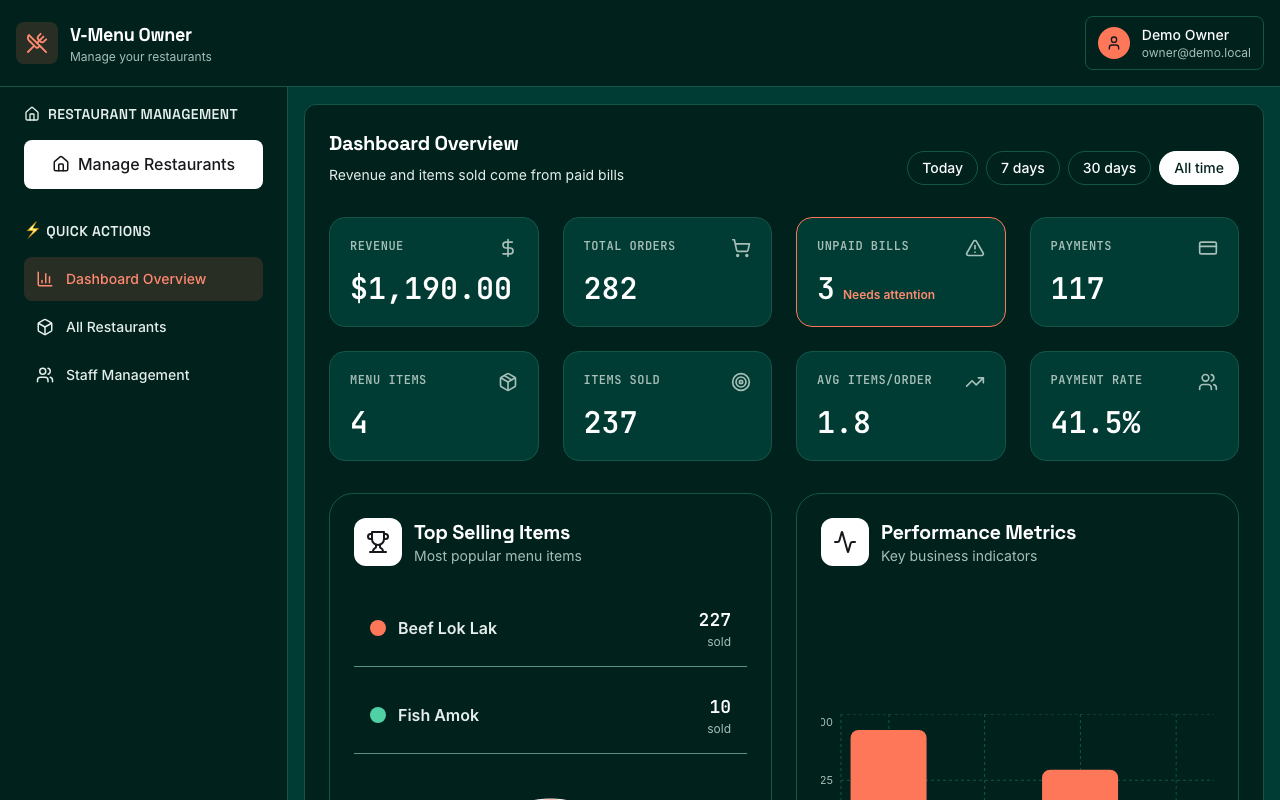 V-Menu Owner
Manage your restaurants
Demo Owner
owner@demo.local
RESTAURANT MANAGEMENT
Manage Restaurants
⚡ QUICK ACTIONS
Dashboard Overview
All Restaurants
Staff Management
Dashboard Overview
Revenue and items sold come from paid bills
Today
7 days
30 days
All time
REVENUE
$1,190.00
TOTAL ORDERS
282
UNPAID BILLS
3 Needs attention
PAYMENTS
117
MENU ITEMS
4
ITEMS SOLD
237
AVG ITEMS/ORDER
1.8
PAYMENT RATE
41.5%
Top Selling Items
Most popular menu items
Beef Lok Lak
227
sold
Fish Amok
10
sold
Performance Metrics
Key business indicators
25